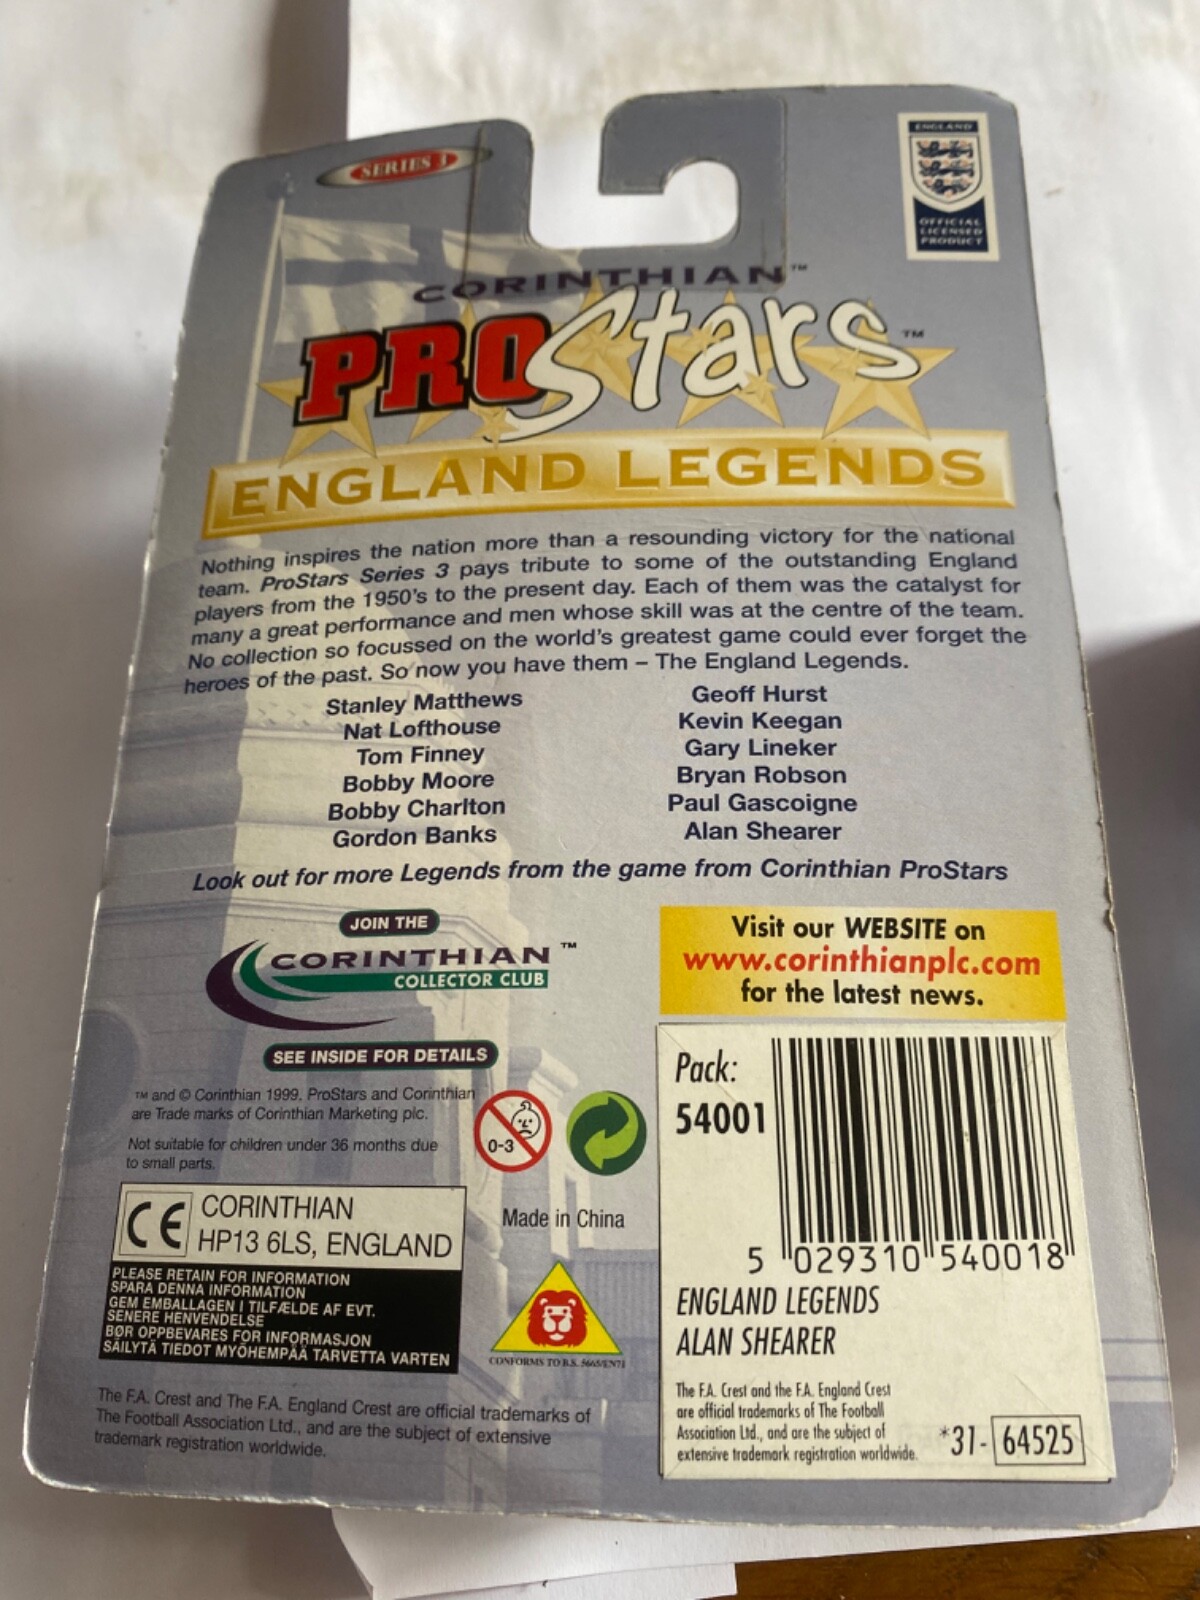 SERIES 3
ENGLAND
OFFICIAL
LICENSED
PRODUCT
CORINTHIAN™
PROStars™
ENGLAND LEGENDS
Nothing inspires the nation more than a resounding victory for the national
team. ProStars Series 3 pays tribute to some of the outstanding England
players from the 1950's to the present day. Each of them was the catalyst for
many a great performance and men whose skill was at the centre of the team.
No collection so focussed on the world's greatest game could ever forget the
heroes of the past. So now you have them – The England Legends.
Stanley Matthews
Nat Lofthouse
Tom Finney
Bobby Moore
Bobby Charlton
Gordon Banks
Geoff Hurst
Kevin Keegan
Gary Lineker
Bryan Robson
Paul Gascoigne
Alan Shearer
Look out for more Legends from the game from Corinthian ProStars
JOIN THE
CORINTHIAN™
COLLECTOR CLUB
SEE INSIDE FOR DETAILS
Visit our WEBSITE on
www.corinthianplc.com
for the latest news.
™ and © Corinthian 1999. ProStars and Corinthian
are Trade marks of Corinthian Marketing plc.
Not suitable for children under 36 months due
to small parts.
0-3
CE CORINTHIAN
HP13 6LS, ENGLAND
PLEASE RETAIN FOR INFORMATION
SPARA DENNA INFORMATION
GEM EMBALLAGEN I TILFÆLDE AF EVT.
SENERE HENVENDELSE
BØR OPPBEVARES FOR INFORMASJON
SÄILYTÄ TIEDOT MYÖHEMPÄÄ TARVETTA VARTEN
Made in China
CONFORMS TO B.S. 5665/EN71
The F.A. Crest and The F.A. England Crest are official trademarks of
The Football Association Ltd., and are the subject of extensive
trademark registration worldwide.
Pack:
54001
5 029310 540018
ENGLAND LEGENDS
ALAN SHEARER
The F.A. Crest and the F.A. England Crest
are official trademarks of The Football
Association Ltd., and are the subject of
extensive trademark registration worldwide.
*31- 64525